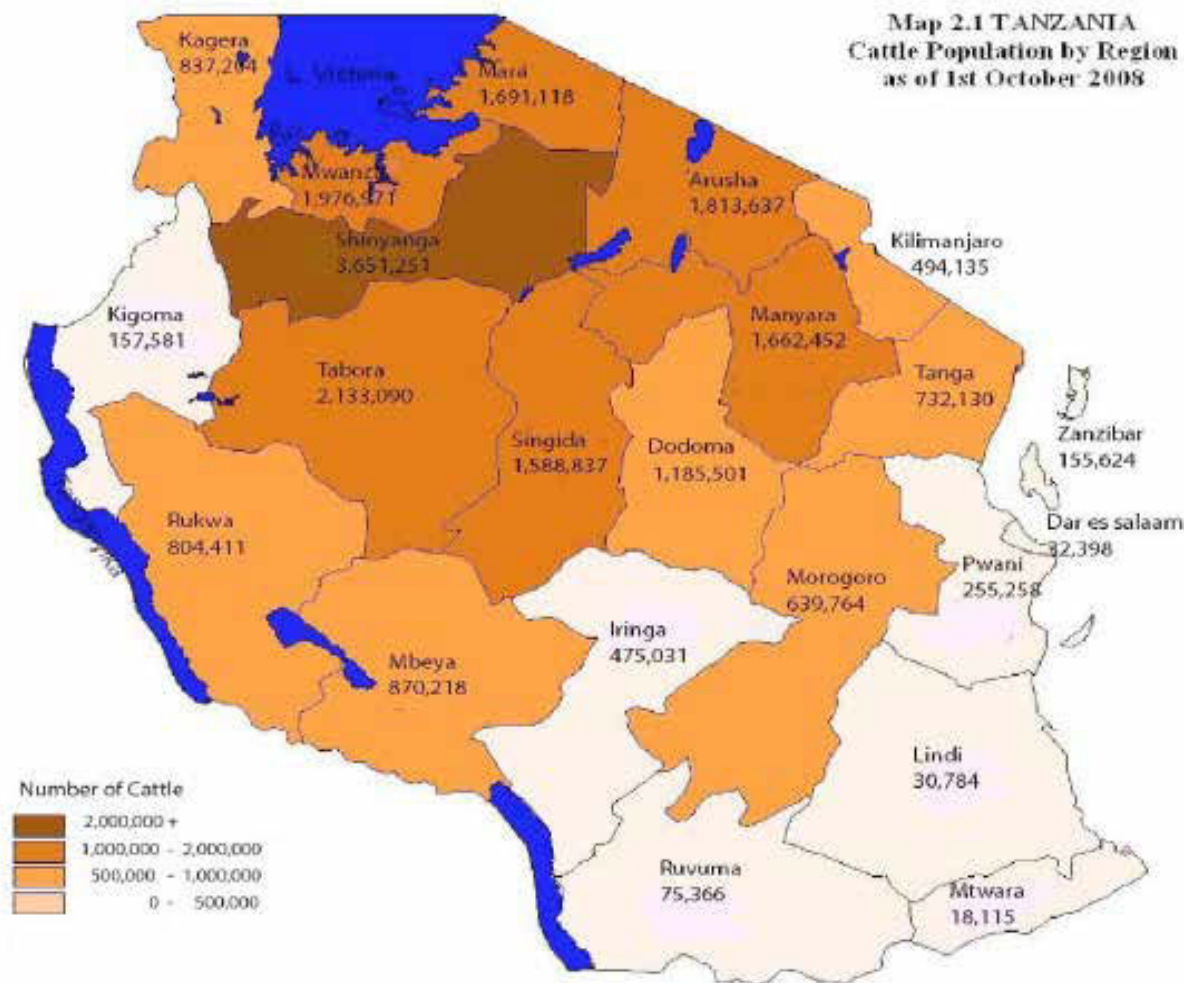 Map 2.1 TANZANIA
Cattle Population by Region
as of 1st October 2008
Kagera
837,204
L. Victoria
Mara
1,691,118
Mwanza
1,976,971
Arusha
1,813,637
Shinyanga
3,651,251
Kilimanjaro
494,135
Kigoma
157,581
Manyara
1,662,452
Tabora
2,133,090
Tanga
732,130
Singida
1,588,837
Dodoma
1,185,501
Zanzibar
155,624
Rukwa
804,411
Dar es salaam
32,398
Pwani
255,258
Morogoro
639,764
Iringa
475,031
Mbeya
870,218
Lindi
30,784
Ruvuma
75,366
Mtwara
18,115
Number of Cattle
2,000,000 +
1,000,000 - 2,000,000
500,000 - 1,000,000
0 - 500,000